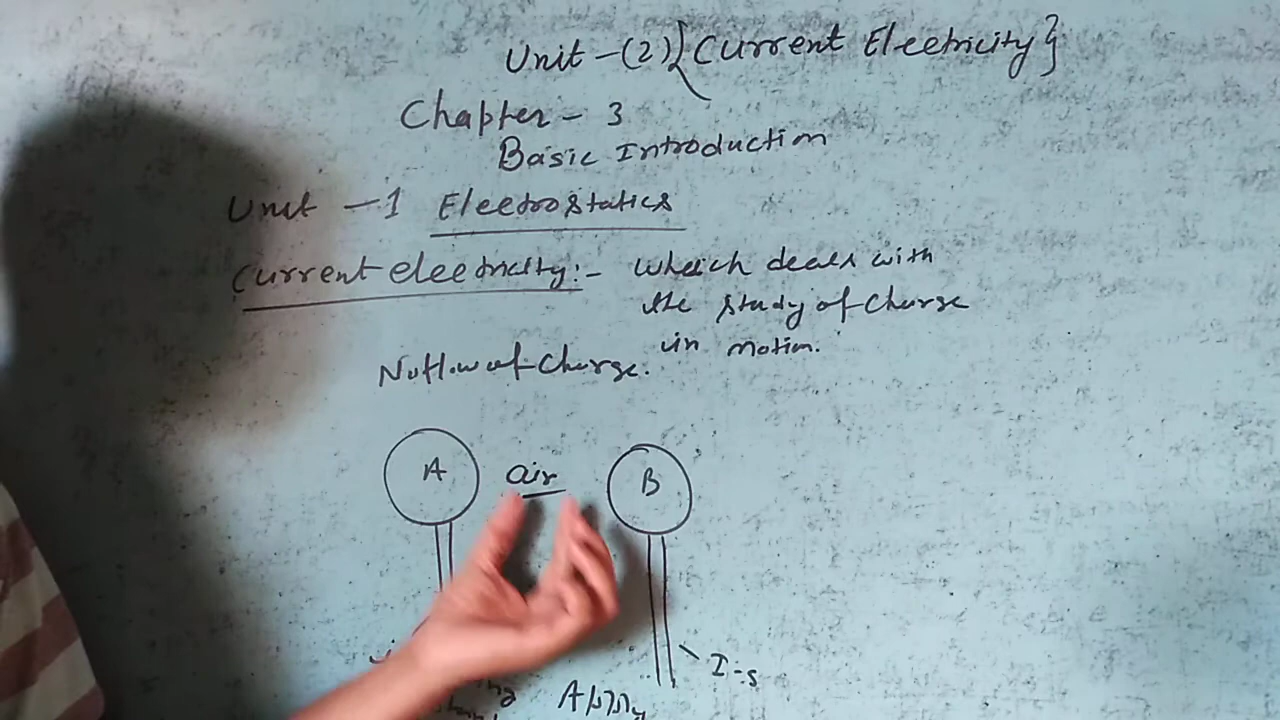 Unit - (2) { Current Electricity }
Chapter - 3
Basic Introduction
Unit - 1 Electrostatics
Current electricity :- which deals with
the study of charge
in motion.
No flow of charge.
A air B
I-s